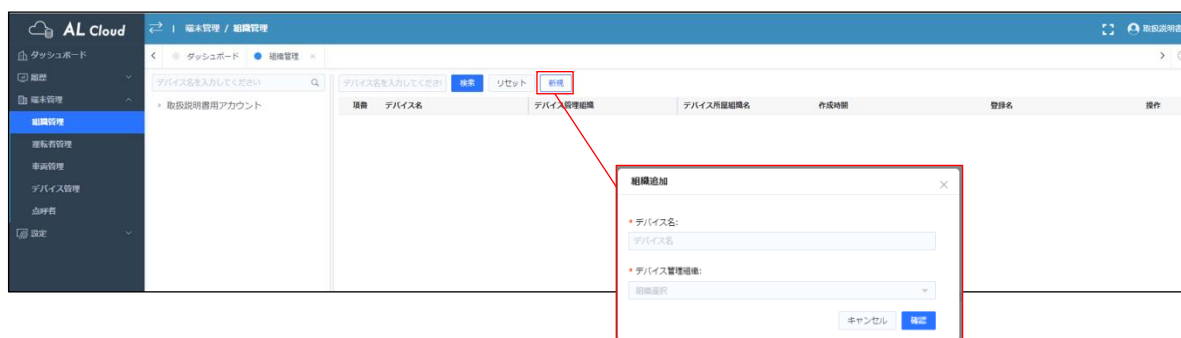 AL Cloud
端末管理 / 組織管理
取扱説明書
ダッシュボード
履歴
端末管理
組織管理
運転者管理
車両管理
デバイス管理
点呼者
設定
ダッシュボード
組織管理
デバイス名を入力してください
取扱説明書用アカウント
デバイス名を入力してくださ
検索
リセット
新規
項番 デバイス名 デバイス管理組織 デバイス所属組織名 作成時間 登録名 操作
組織追加
* デバイス名:
デバイス名
* デバイス管理組織:
組織選択
キャンセル 確認